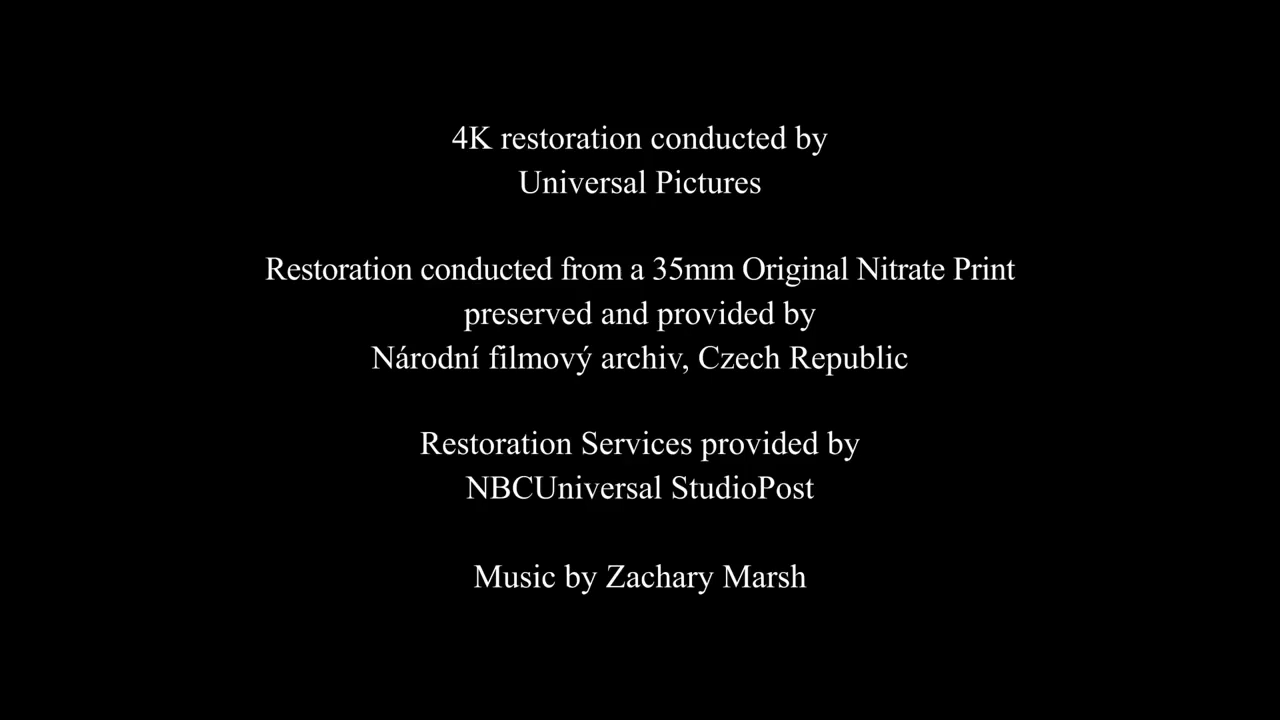 4K restoration conducted by
Universal Pictures
Restoration conducted from a 35mm Original Nitrate Print
preserved and provided by
Národní filmový archiv, Czech Republic
Restoration Services provided by
NBCUniversal StudioPost
Music by Zachary Marsh